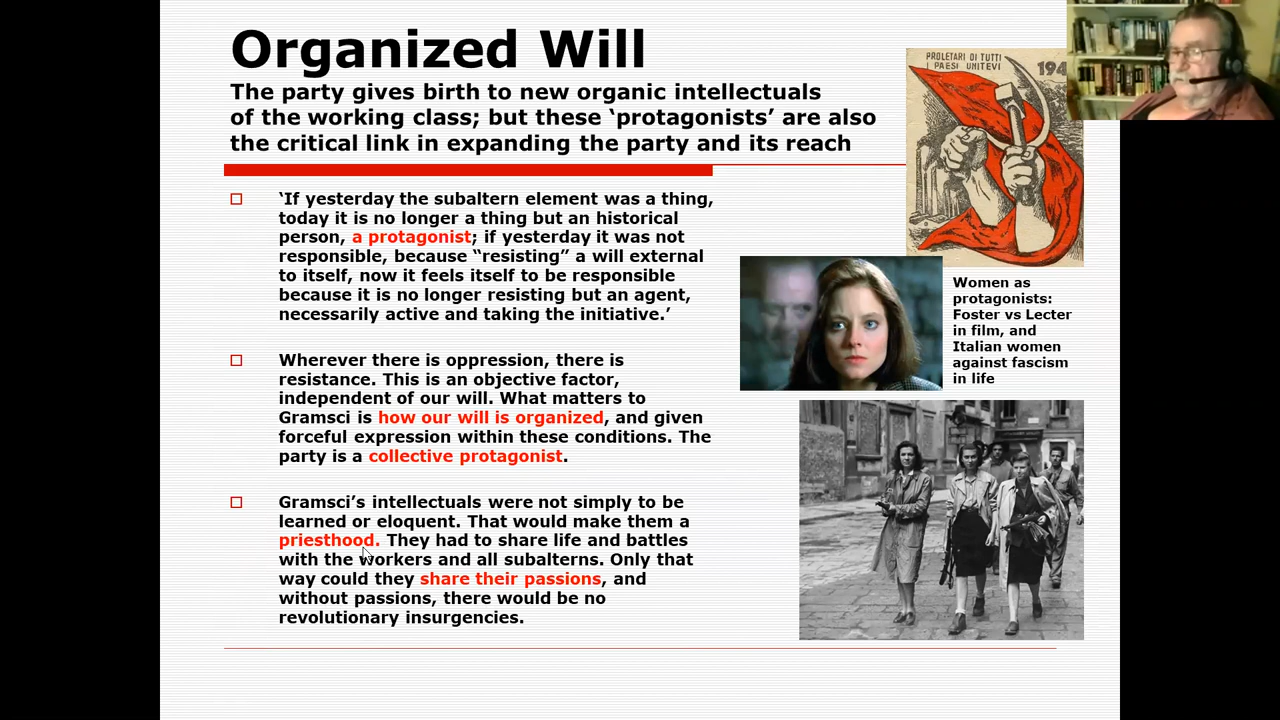 Organized Will
The party gives birth to new organic intellectuals
of the working class; but these ‘protagonists’ are also
the critical link in expanding the party and its reach
‘If yesterday the subaltern element was a thing,
today it is no longer a thing but an historical
person, a protagonist; if yesterday it was not
responsible, because “resisting” a will external
to itself, now it feels itself to be responsible
because it is no longer resisting but an agent,
necessarily active and taking the initiative.’
Wherever there is oppression, there is
resistance. This is an objective factor,
independent of our will. What matters to
Gramsci is how our will is organized, and given
forceful expression within these conditions. The
party is a collective protagonist.
Gramsci’s intellectuals were not simply to be
learned or eloquent. That would make them a
priesthood. They had to share life and battles
with the workers and all subalterns. Only that
way could they share their passions, and
without passions, there would be no
revolutionary insurgencies.
PROLETARI DI TUTTI
I PAESI UNITEVI
194
Women as
protagonists:
Foster vs Lecter
in film, and
Italian women
against fascism
in life